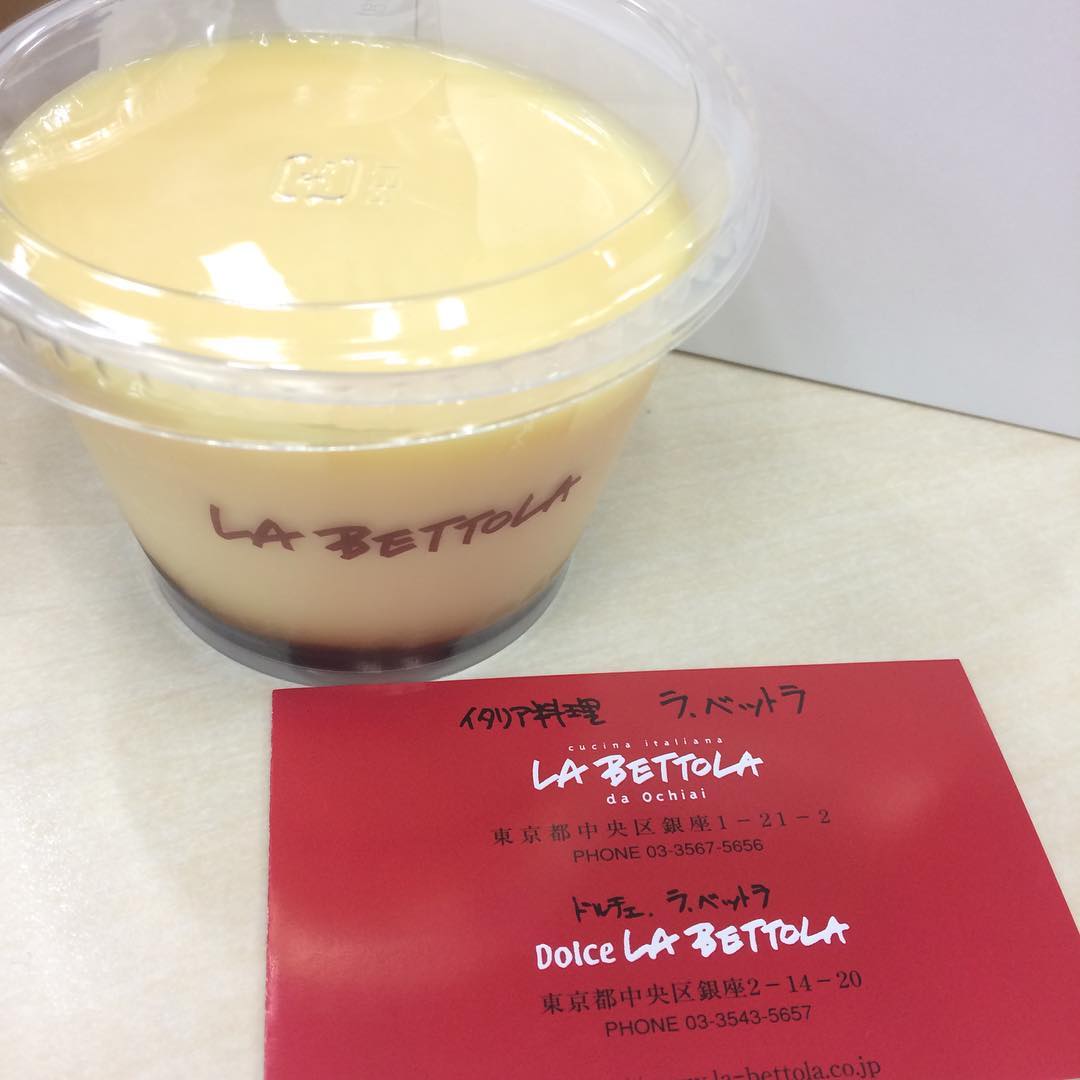 LA BETTOLA
イタリア料理 ラ・ベットラ
cucina italiana
LA BETTOLA
da Ochiai
東京都中央区銀座1-21-2
PHONE 03-3567-5656
ドルチェ・ラ・ベットラ
Dolce LA BETTOLA
東京都中央区銀座2-14-20
PHONE 03-3543-5657
la-bettola.co.jp